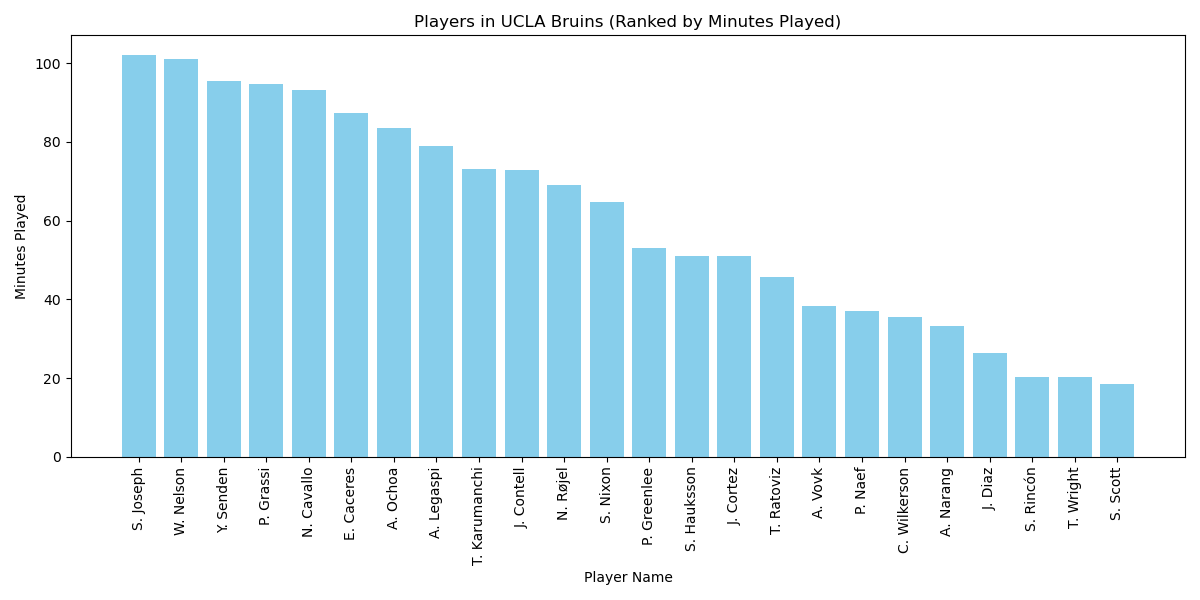 Players in UCLA Bruins (Ranked by Minutes Played)
Minutes Played
100
80
60
40
20
0
S. Joseph
W. Nelson
Y. Senden
P. Grassi
N. Cavallo
E. Caceres
A. Ochoa
A. Legaspi
T. Karumanchi
J. Contell
N. Røjel
S. Nixon
P. Greenlee
S. Hauksson
J. Cortez
T. Ratoviz
A. Vovk
P. Naef
C. Wilkerson
A. Narang
J. Diaz
S. Rincón
T. Wright
S. Scott
Player Name